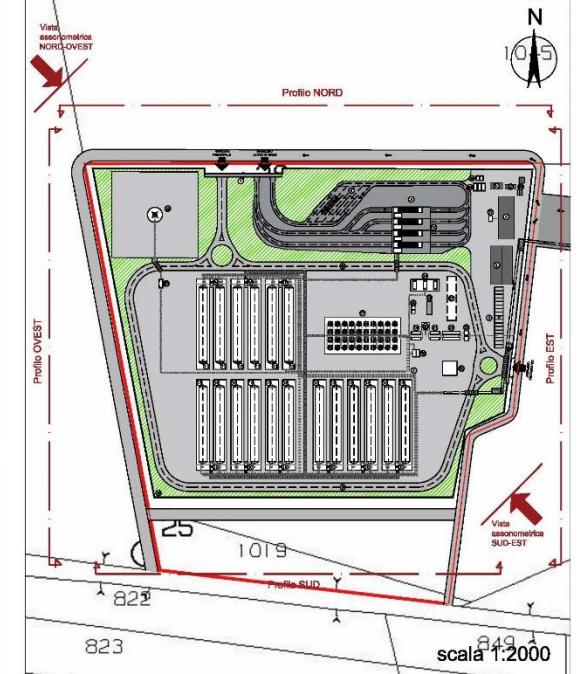 N
1045
Vista
assonometrica
NORD-OVEST
Profilo NORD
Profilo OVEST
Profilo EST
Vista
assonometrica
SUD-EST
25
1019
Profilo SUD
822
823
849
scala 1:2000